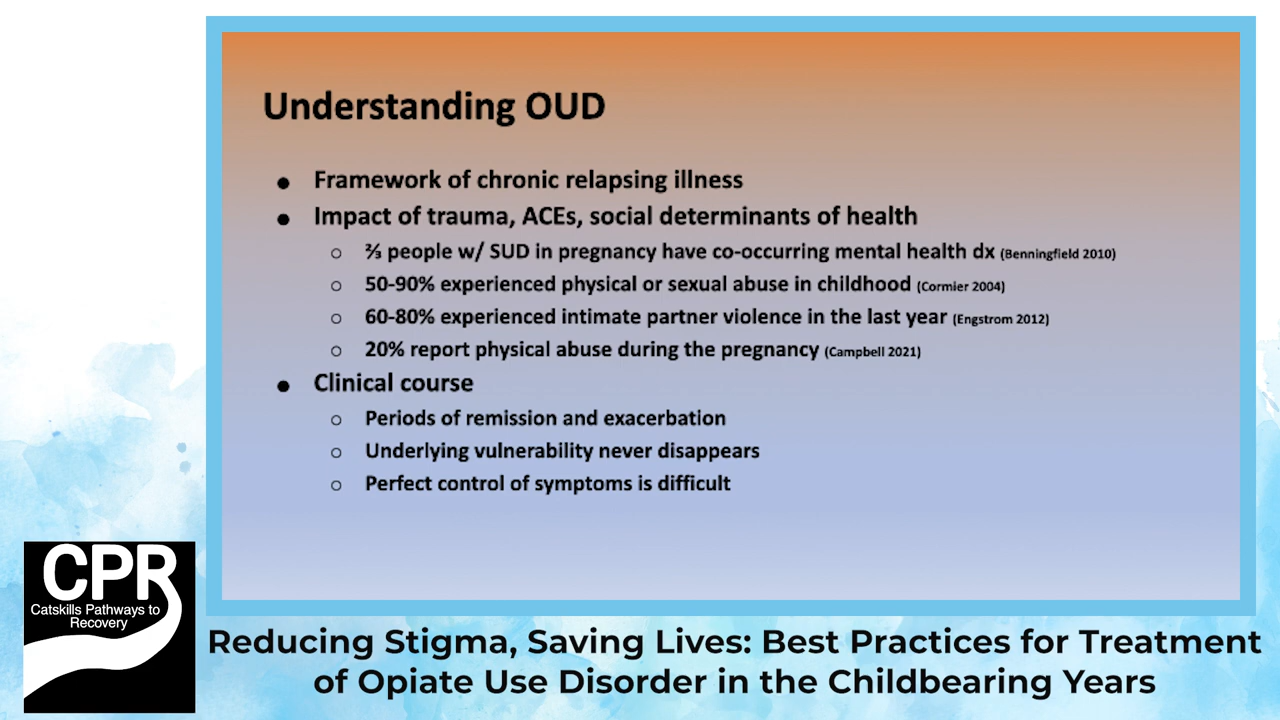 Understanding OUD
● Framework of chronic relapsing illness
● Impact of trauma, ACEs, social determinants of health
○ ⅔ people w/ SUD in pregnancy have co-occurring mental health dx (Benningfield 2010)
○ 50-90% experienced physical or sexual abuse in childhood (Cormier 2004)
○ 60-80% experienced intimate partner violence in the last year (Engstrom 2012)
○ 20% report physical abuse during the pregnancy (Campbell 2021)
● Clinical course
○ Periods of remission and exacerbation
○ Underlying vulnerability never disappears
○ Perfect control of symptoms is difficult
CPR
Catskills Pathways to
Recovery
Reducing Stigma, Saving Lives: Best Practices for Treatment
of Opiate Use Disorder in the Childbearing Years